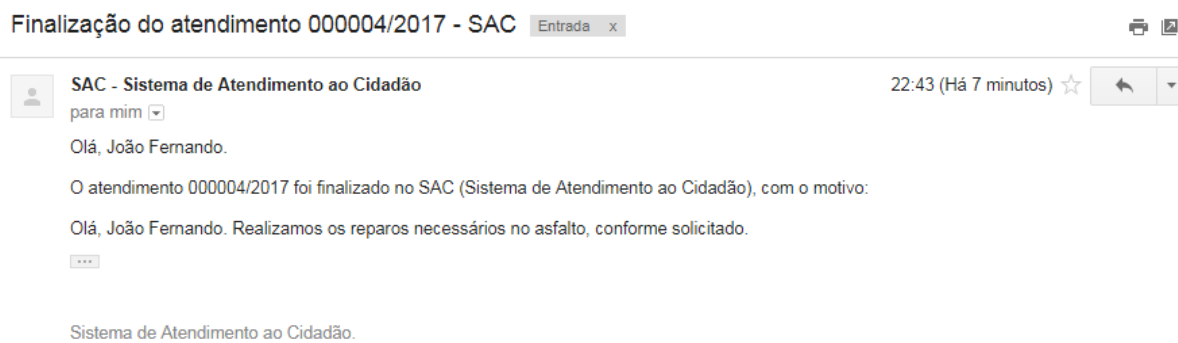 Finalização do atendimento 000004/2017 - SAC Entrada x
SAC - Sistema de Atendimento ao Cidadão 22:43 (Há 7 minutos)
para mim
Olá, João Fernando.
O atendimento 000004/2017 foi finalizado no SAC (Sistema de Atendimento ao Cidadão), com o motivo:
Olá, João Fernando. Realizamos os reparos necessários no asfalto, conforme solicitado.
...
Sistema de Atendimento ao Cidadão.